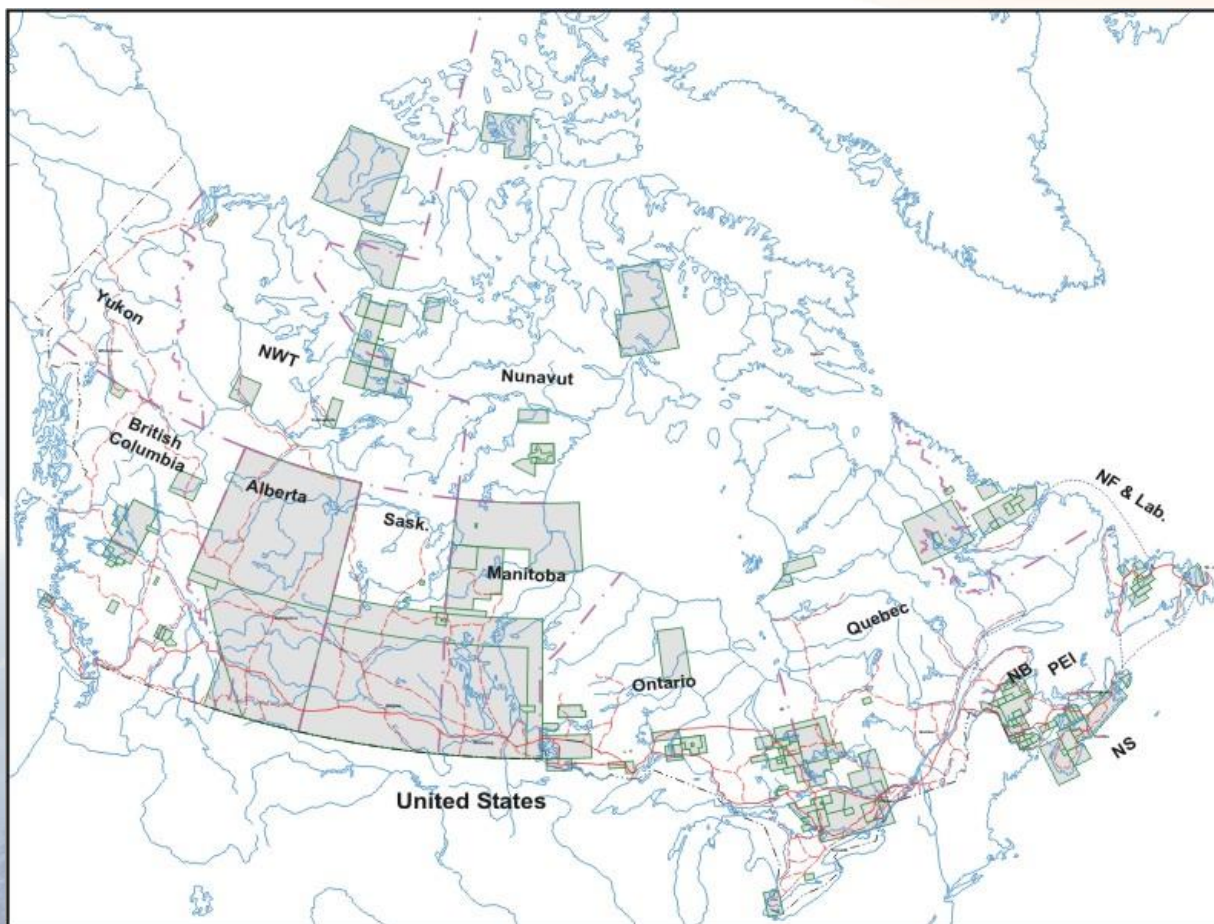 Yukon
NWT
Nunavut
British
Columbia
Alberta
Sask.
Manitoba
NF & Lab.
Quebec
Ontario
NB
PEI
NS
United States